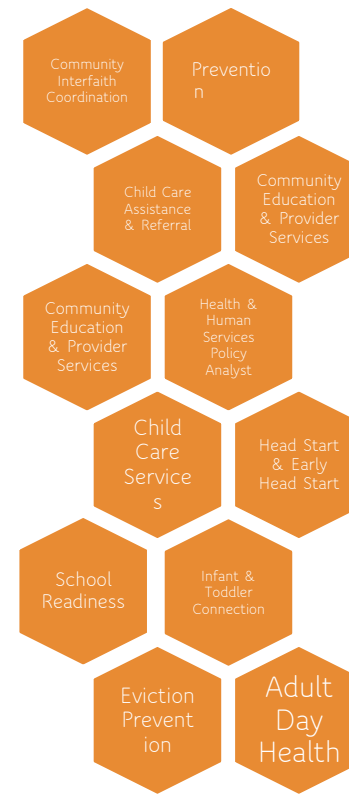 Community
Interfaith
Coordination
Preventio
n
Child Care
Assistance
& Referral
Community
Education
& Provider
Services
Community
Education
& Provider
Services
Health &
Human
Services
Policy
Analyst
Child
Care
Service
s
Head Start
& Early
Head Start
School
Readiness
Infant &
Toddler
Connection
Eviction
Prevent
ion
Adult
Day
Health